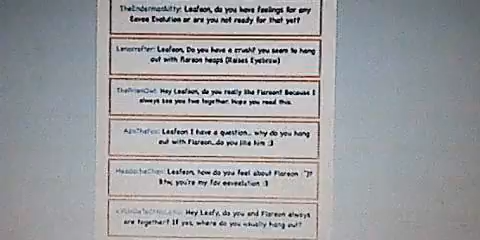 TheEndermanKitty: Leafeon, do you have feelings for any
Eevee Evolution or are you not ready for that yet?
Leafeon, Do you have a crush? you seem to hang
out with flareon heaps (Raises Eyebrow)
Hey Leafeon, do you really like Flareon? Because I
always see you two together. Hope you read this.
Leafeon I have a question... why do you hang
out with Flareon..do you like him :3
Leafeon, how do you feel about Flareon
btw, you're my fav eeveelution :3
Hey Leafy, do you and Flareon always
are together? If yes, where do you usually hang out?